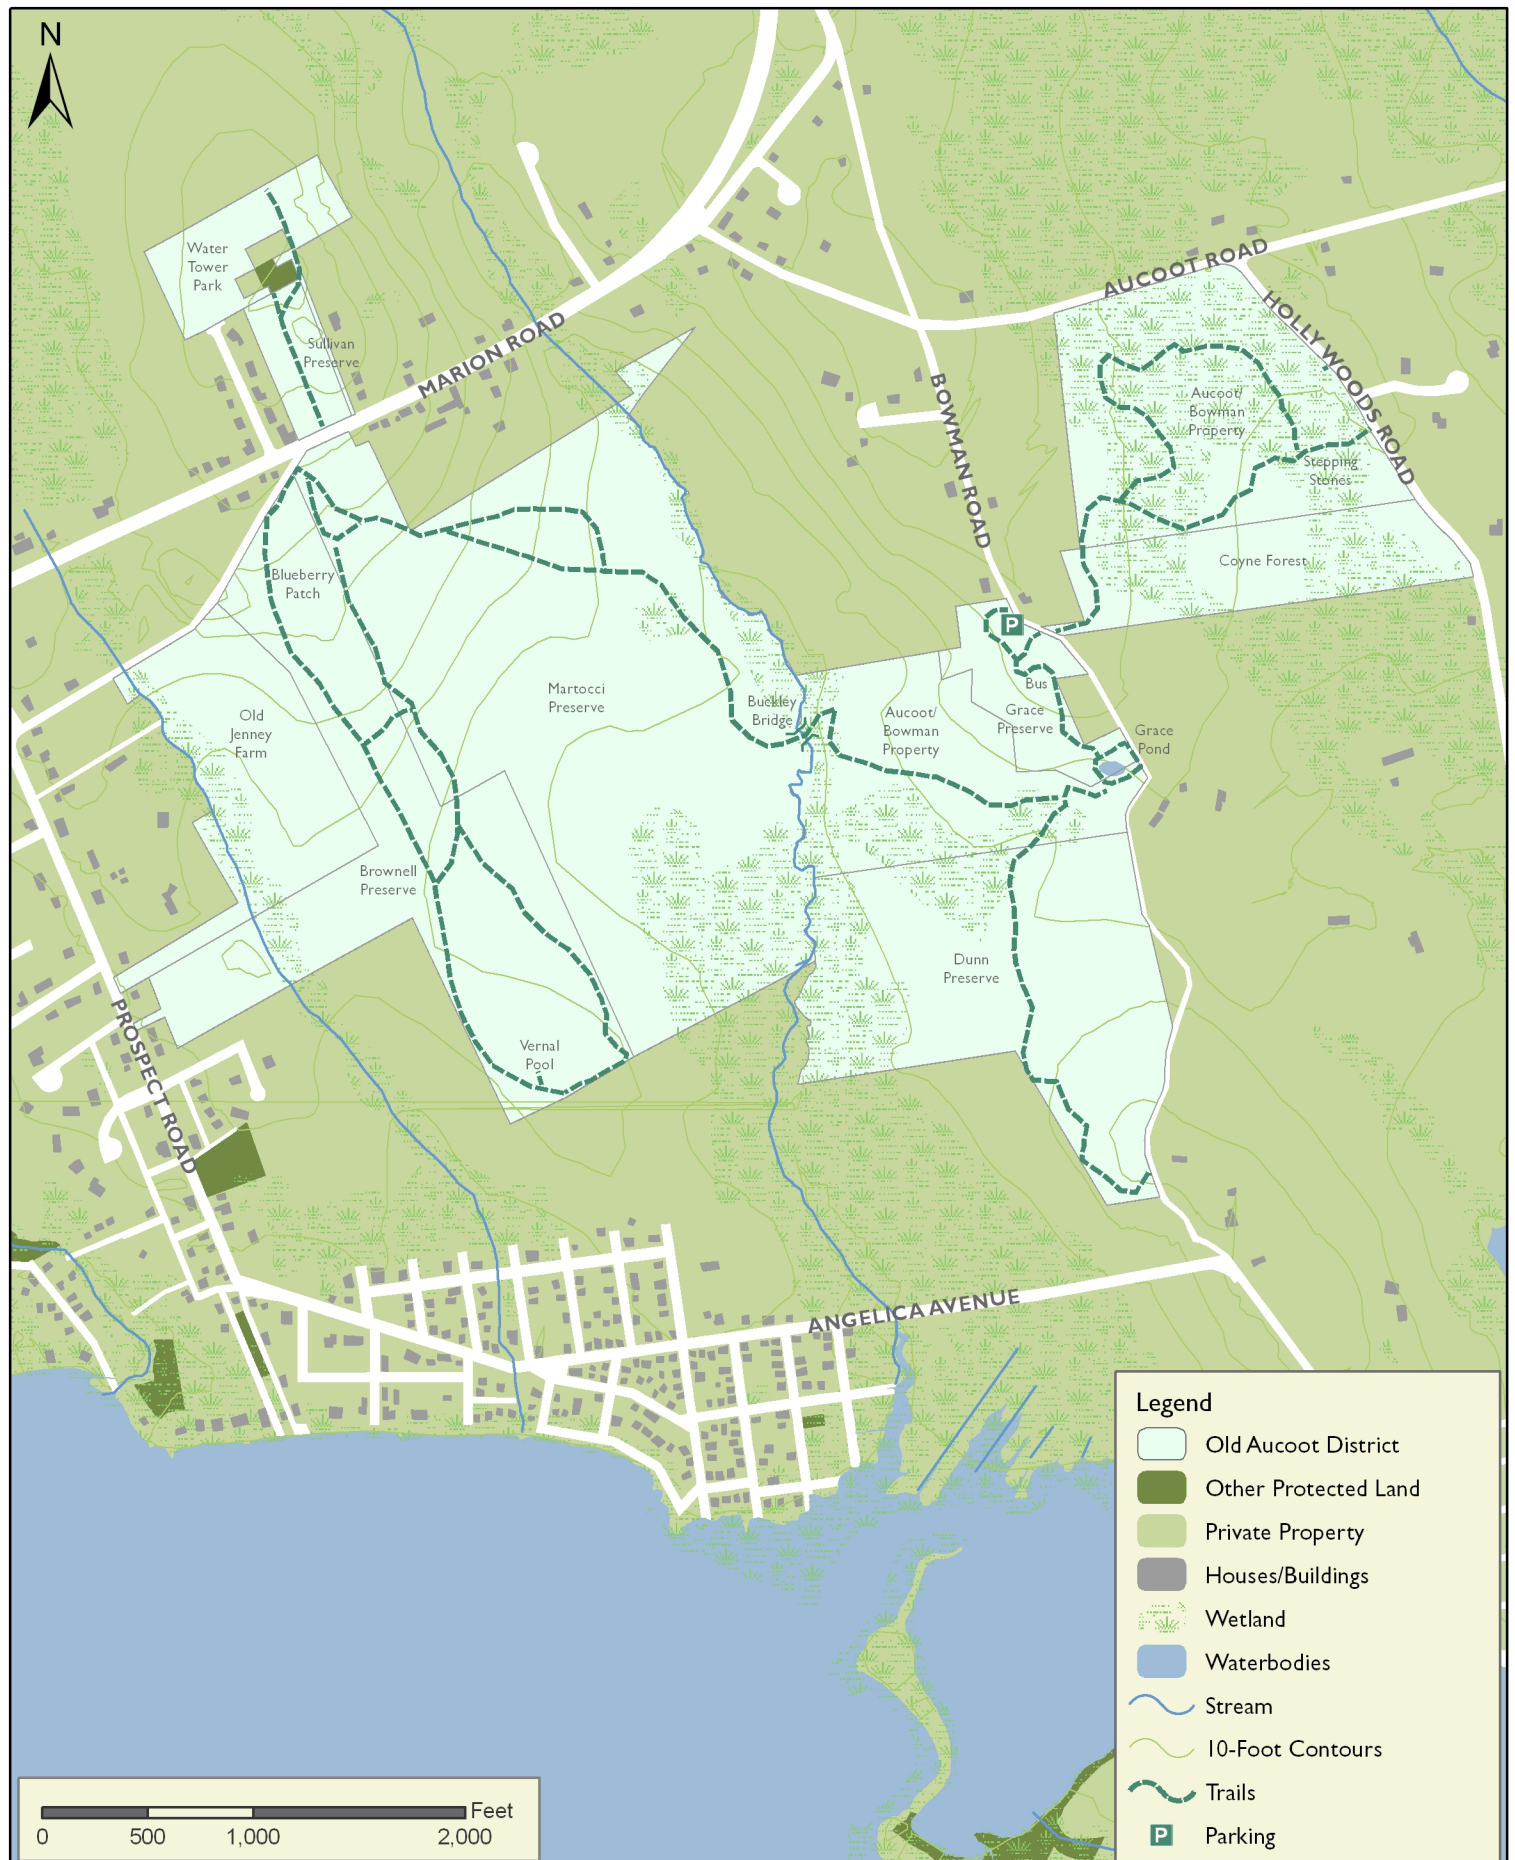 N
Water
Tower
Park
Sullivan
Preserve
MARION ROAD
AUCOOT ROAD
HOLLY WOODS ROAD
BOWMAN ROAD
Aucoot/
Bowman
Property
Stepping
Stones
Coyne Forest
Blueberry
Patch
P
Martocci
Preserve
Buckley
Bridge
Aucoot/
Bowman
Property
Bus
Grace
Preserve
Grace
Pond
Old
Jenney
Farm
Brownell
Preserve
Dunn
Preserve
Vernal
Pool
PROSPECT ROAD
ANGELICA AVENUE
Legend
Old Aucoot District
Other Protected Land
Private Property
Houses/Buildings
Wetland
Waterbodies
Stream
10-Foot Contours
Trails
P Parking
Feet
0 500 1,000 2,000